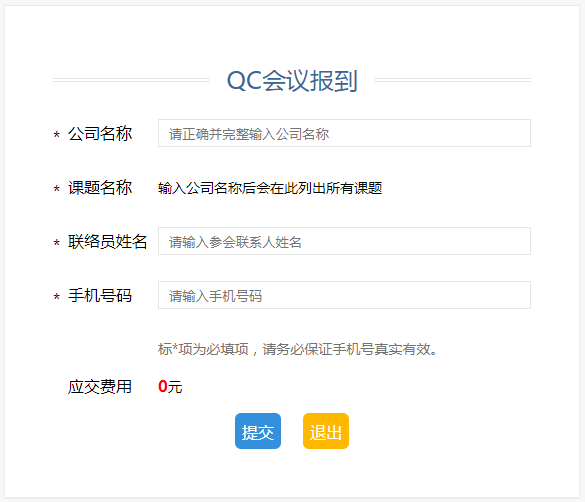 QC会议报到
* 公司名称 请正确并完整输入公司名称
* 课题名称 输入公司名称后会在此列出所有课题
* 联络员姓名 请输入参会联系人姓名
* 手机号码 请输入手机号码
标*项为必填项，请务必保证手机号真实有效。
应交费用 0元
提交 退出